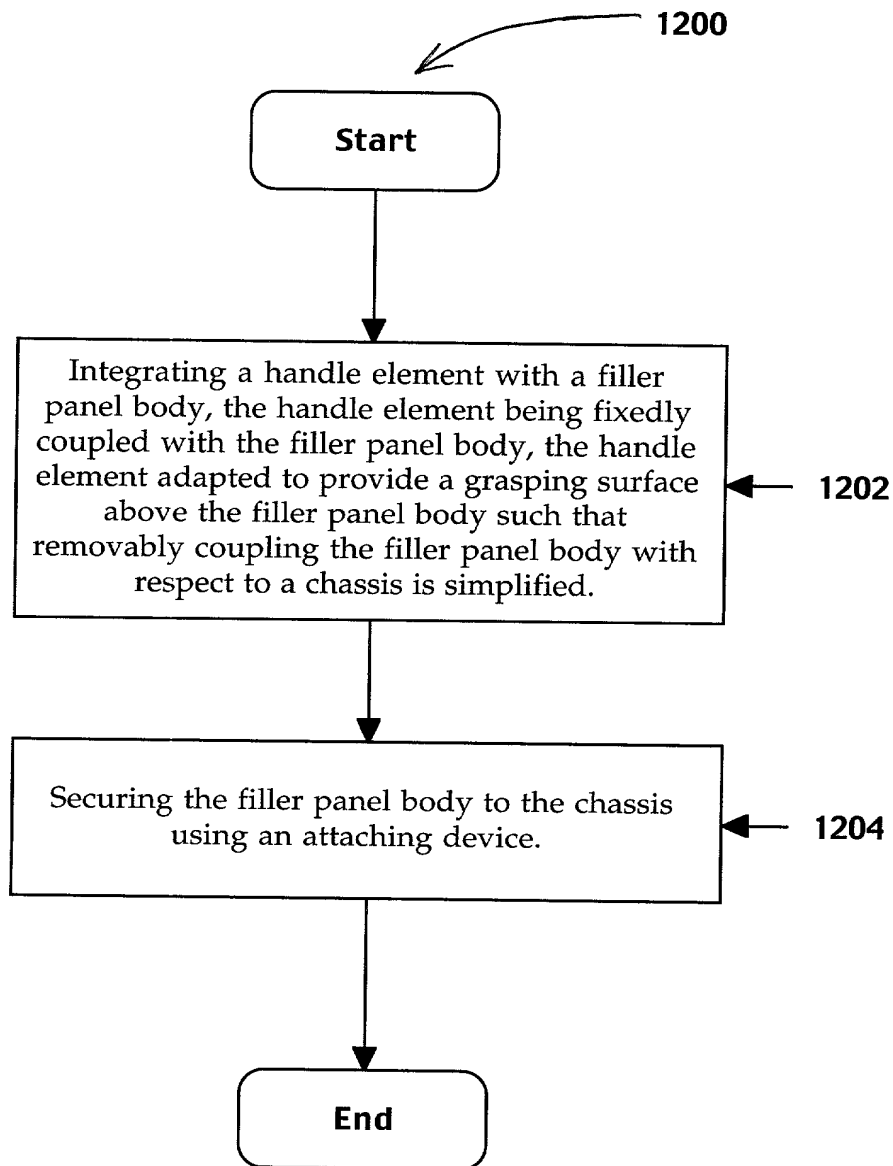 1200
Start
Integrating a handle element with a filler
panel body, the handle element being fixedly
coupled with the filler panel body, the handle
element adapted to provide a grasping surface
above the filler panel body such that
removably coupling the filler panel body with
respect to a chassis is simplified.
1202
Securing the filler panel body to the chassis
using an attaching device.
1204
End